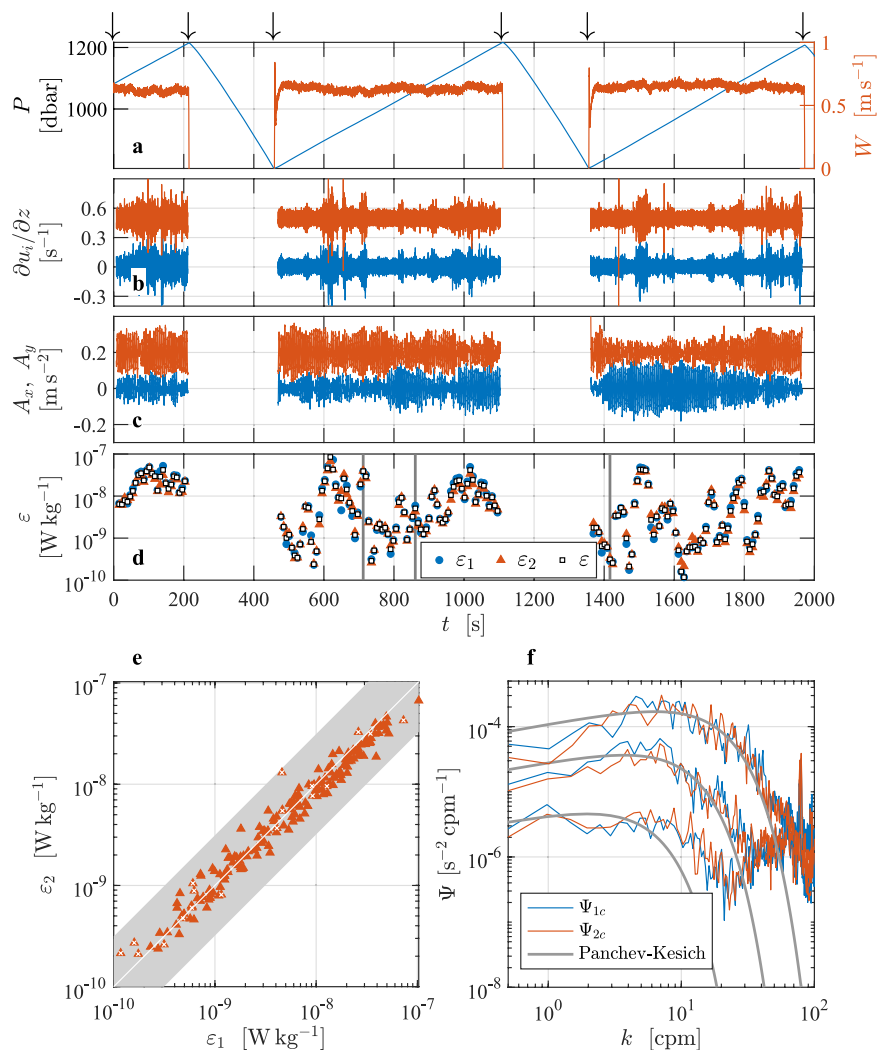 1200
1000
P
[dbar]
a
1
0.5
0
W [m s⁻¹]
0.6
0.3
0
-0.3
∂uᵢ/∂z
[s⁻¹]
b
0.2
0
-0.2
Aₓ, Aᵧ
[m s⁻²]
c
10⁻⁷
10⁻⁸
10⁻⁹
10⁻¹⁰
ε
[W kg⁻¹]
d
ε₁ ε₂ ε
0 200 400 600 800 1000 1200 1400 1600 1800 2000
t [s]
e
10⁻⁷
10⁻⁸
10⁻⁹
10⁻¹⁰
ε₂ [W kg⁻¹]
10⁻¹⁰ 10⁻⁹ 10⁻⁸ 10⁻⁷
ε₁ [W kg⁻¹]
f
10⁻⁴
10⁻⁶
10⁻⁸
Ψ [s⁻² cpm⁻¹]
Ψ₁c
Ψ₂c
Panchev-Kesich
10⁰ 10¹ 10²
k [cpm]